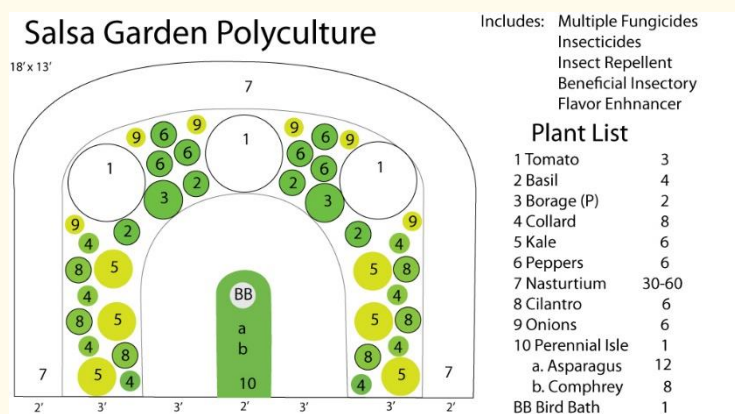 Salsa Garden Polyculture
18' x 13'
Includes: Multiple Fungicides
Insecticides
Insect Repellent
Beneficial Insectory
Flavor Enhnancer
Plant List
1 Tomato 3
2 Basil 4
3 Borage (P) 2
4 Collard 8
5 Kale 6
6 Peppers 6
7 Nasturtium 30-60
8 Cilantro 6
9 Onions 6
10 Perennial Isle 1
a. Asparagus 12
b. Comphrey 8
BB Bird Bath 1
7
9 6 9 9 6 9
1 6 6 1 6 6 1
3 2 2 3
9 2 2 9
4 4
8 5 5 8
4 BB 4
8 5 a 5 8
4 b 4
8 8
7 5 4 10 4 5 7
2' 3' 3' 2' 3' 3' 2'